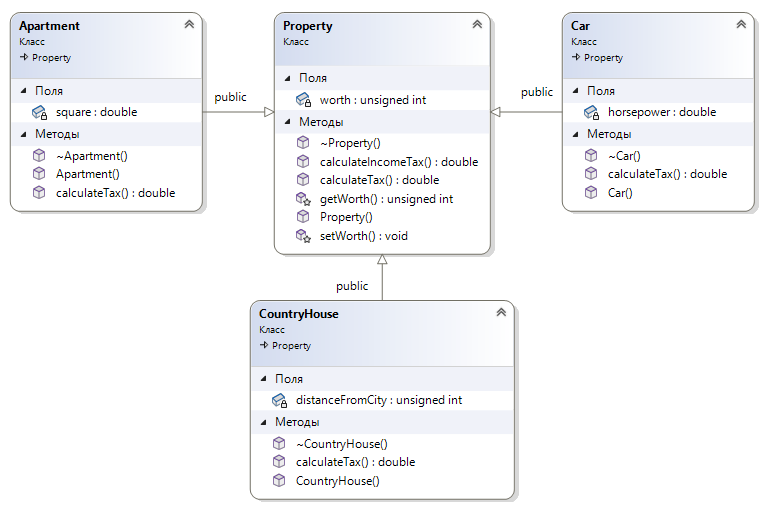 Apartment
Класс
Property
Поля
square : double
Методы
~Apartment()
Apartment()
calculateTax() : double
public
Property
Класс
Поля
worth : unsigned int
Методы
~Property()
calculateIncomeTax() : double
calculateTax() : double
getWorth() : unsigned int
Property()
setWorth() : void
public
Car
Класс
Property
Поля
horsepower : double
Методы
~Car()
calculateTax() : double
Car()
public
CountryHouse
Класс
Property
Поля
distanceFromCity : unsigned int
Методы
~CountryHouse()
calculateTax() : double
CountryHouse()